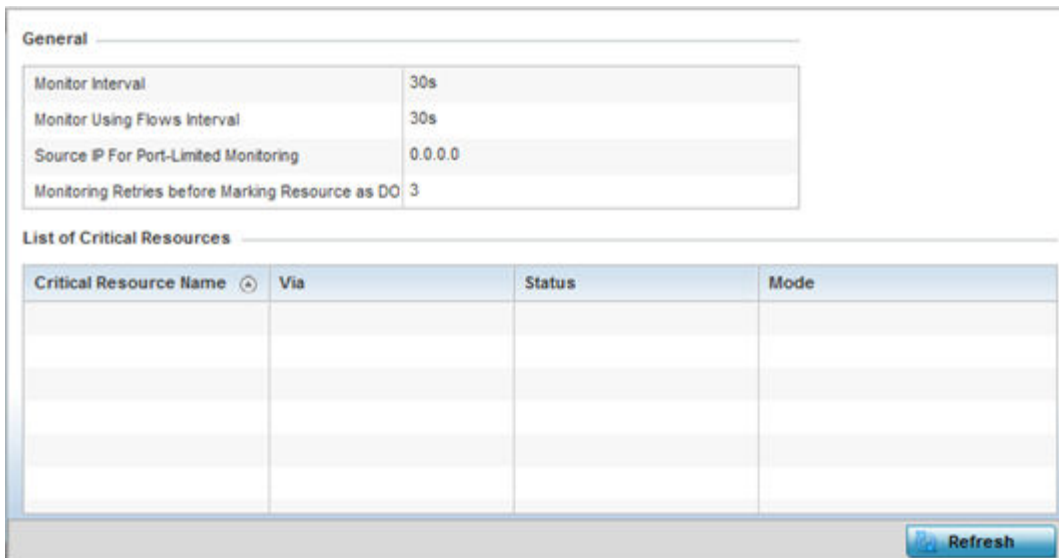 General
Monitor Interval 30s
Monitor Using Flows Interval 30s
Source IP For Port-Limited Monitoring 0.0.0.0
Monitoring Retries before Marking Resource as DO 3
List of Critical Resources
Critical Resource Name Via Status Mode
Refresh